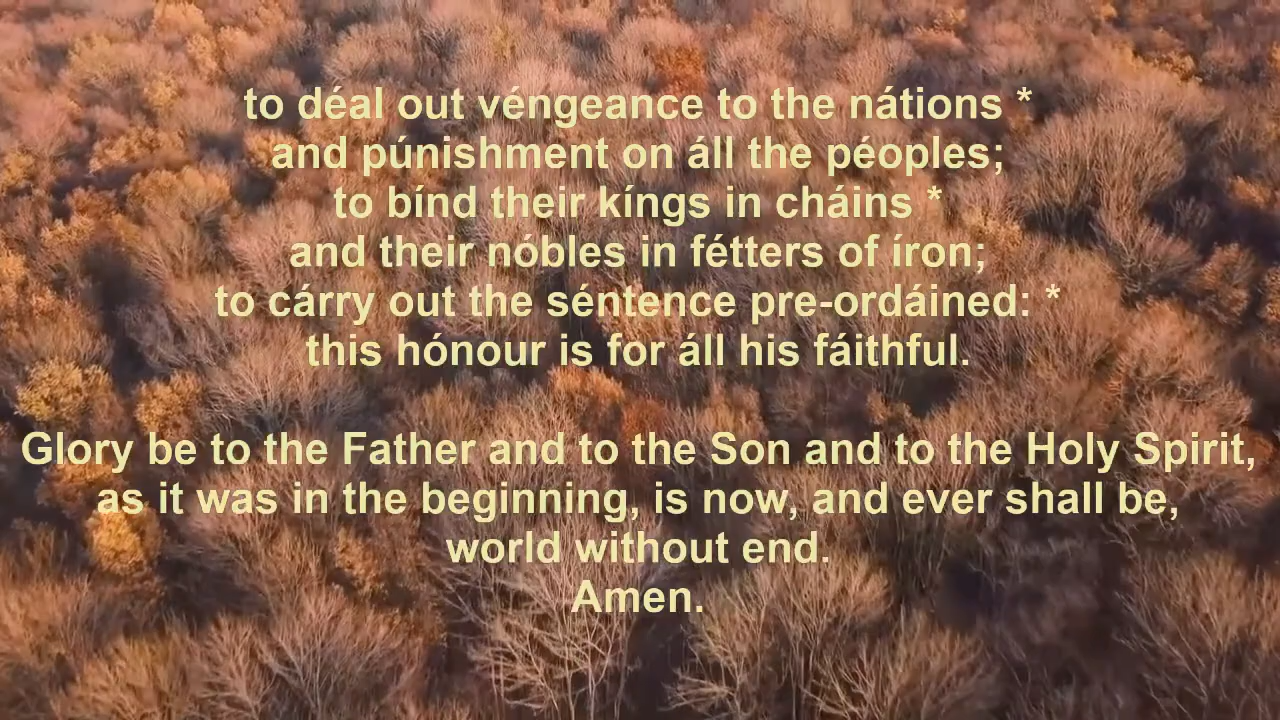 to déal out véngeance to the nátions *
and púnishment on áll the péoples;
to bínd their kíngs in cháins *
and their nóbles in fétters of íron;
to cárry out the séntence pre-ordáined: *
this hónour is for áll his fáithful.
Glory be to the Father and to the Son and to the Holy Spirit,
as it was in the beginning, is now, and ever shall be,
world without end.
Amen.